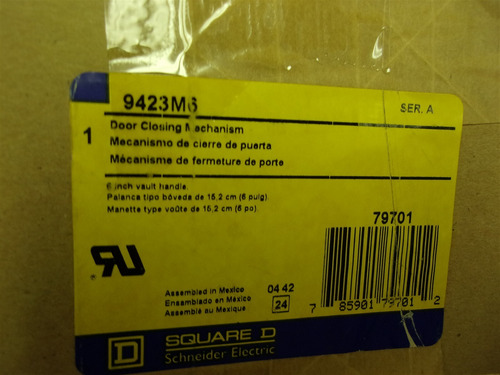 9423M6
SER. A
1
Door Closing Mechanism
Mecanismo de cierre de puerta
Mécanisme de fermeture de porte
6 inch vault handle.
Palanca tipo bóveda de 15,2 cm (6 pulg)
Manette type voûte de 15,2 cm (6 po)
79701
Assembled in Mexico
Ensamblado en México
Assemblé au Mexique
04 42
24
7 85901 79701 2
SQUARE D
Schneider Electric